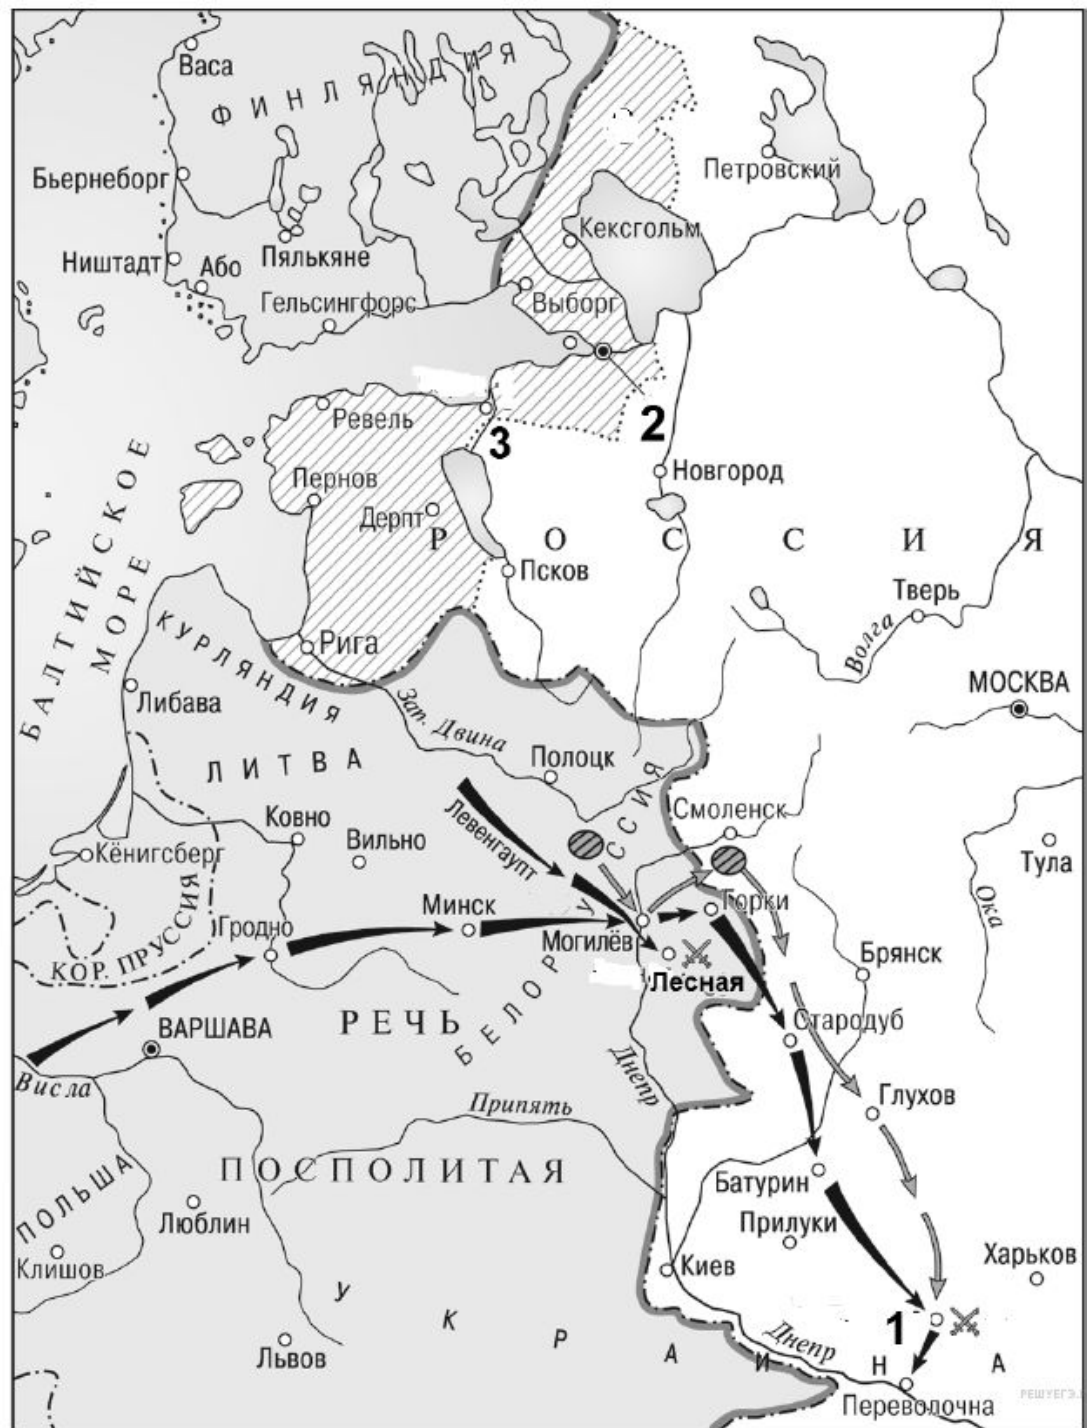 Васа
ФИНЛЯНДИЯ
Петровский
Бьернеборг
Кексгольм
Ништадт
Або
Пялькяне
Гельсингфорс
Выборг
Ревель
3
2
Новгород
Пернов
Дерпт
РОССИЯ
Псков
БАЛТИЙСКОЕ
МОРЕ
Тверь
Волга
КУРЛЯНДИЯ
Рига
МОСКВА
Либава
Зап. Двина
ЛИТВА
Полоцк
Смоленск
Левенгаупт
Ковно
Вильно
Кёнигсберг
Тула
Ока
БЕЛОРУССИЯ
КОР. ПРУССИЯ
Гродно
Минск
Горки
Могилёв
Брянск
Лесная
РЕЧЬ
ВАРШАВА
Стародуб
Висла
Днепр
Глухов
Припять
ПОСПОЛИТАЯ
ПОЛЬША
Батурин
Люблин
Прилуки
Клишов
Киев
Харьков
УКРАИНА
1
Львов
Днепр
Переволочна
РЕШУЕГЭ